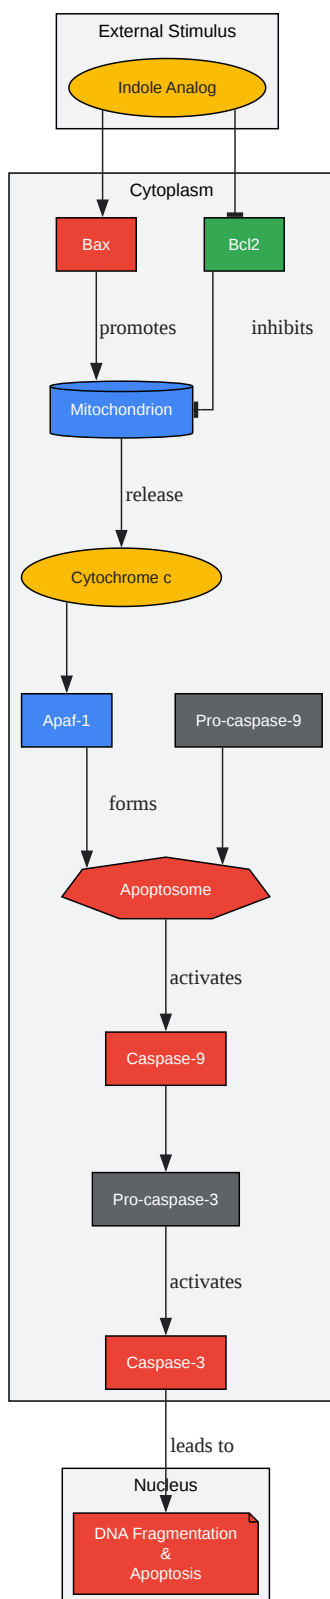 External Stimulus
Indole Analog
Cytoplasm
Bax
Bcl2
promotes
inhibits
Mitochondrion
release
Cytochrome c
Apaf-1
Pro-caspase-9
forms
Apoptosome
activates
Caspase-9
Pro-caspase-3
activates
Caspase-3
leads to
Nucleus
DNA Fragmentation
&
Apoptosis